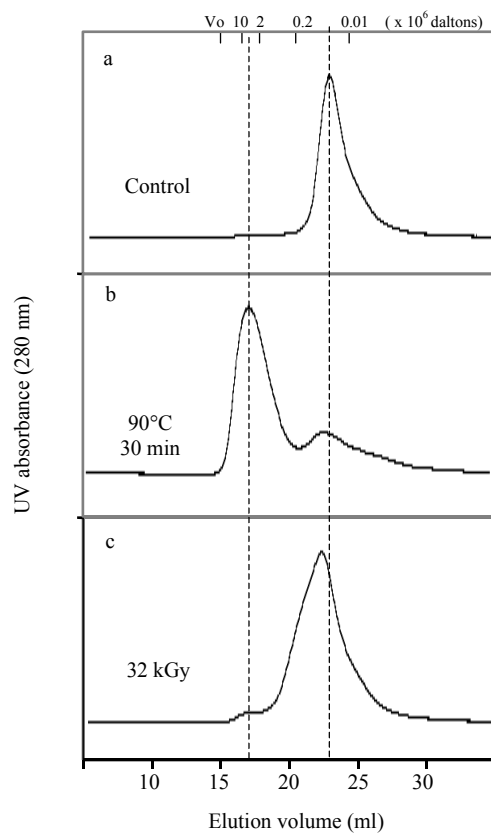 Vo 10 2 0.2 0.01 ( x 10⁶ daltons)
a
Control
b
90°C
30 min
c
32 kGy
UV absorbance (280 nm)
10 15 20 25 30
Elution volume (ml)